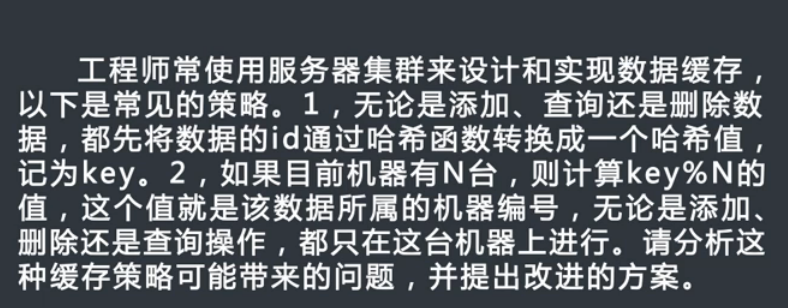 工程师常使用服务器集群来设计和实现数据缓存，
以下是常见的策略。1，无论是添加、查询还是删除数
据，都先将数据的id通过哈希函数转换成一个哈希值，
记为key。2，如果目前机器有N台，则计算key%N的
值，这个值就是该数据所属的机器编号，无论是添加、
删除还是查询操作，都只在这台机器上进行。请分析这
种缓存策略可能带来的问题，并提出改进的方案。